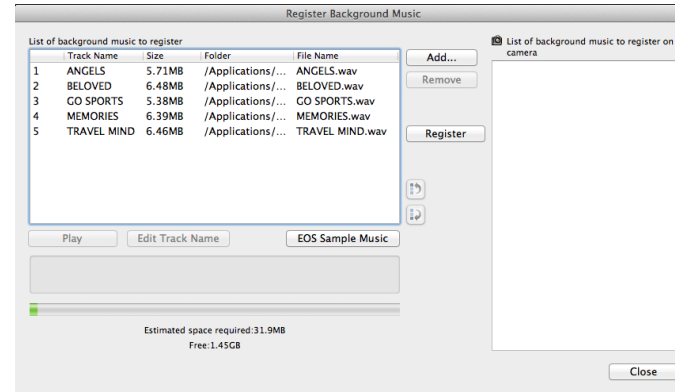 Register Background Music
List of background music to register
Track Name Size Folder File Name
1 ANGELS 5.71MB /Applications/... ANGELS.wav
2 BELOVED 6.48MB /Applications/... BELOVED.wav
3 GO SPORTS 5.38MB /Applications/... GO SPORTS.wav
4 MEMORIES 6.39MB /Applications/... MEMORIES.wav
5 TRAVEL MIND 6.46MB /Applications/... TRAVEL MIND.wav
Add...
Remove
Register
Play Edit Track Name EOS Sample Music
Estimated space required:31.9MB
Free:1.45GB
List of background music to register on
camera
Close